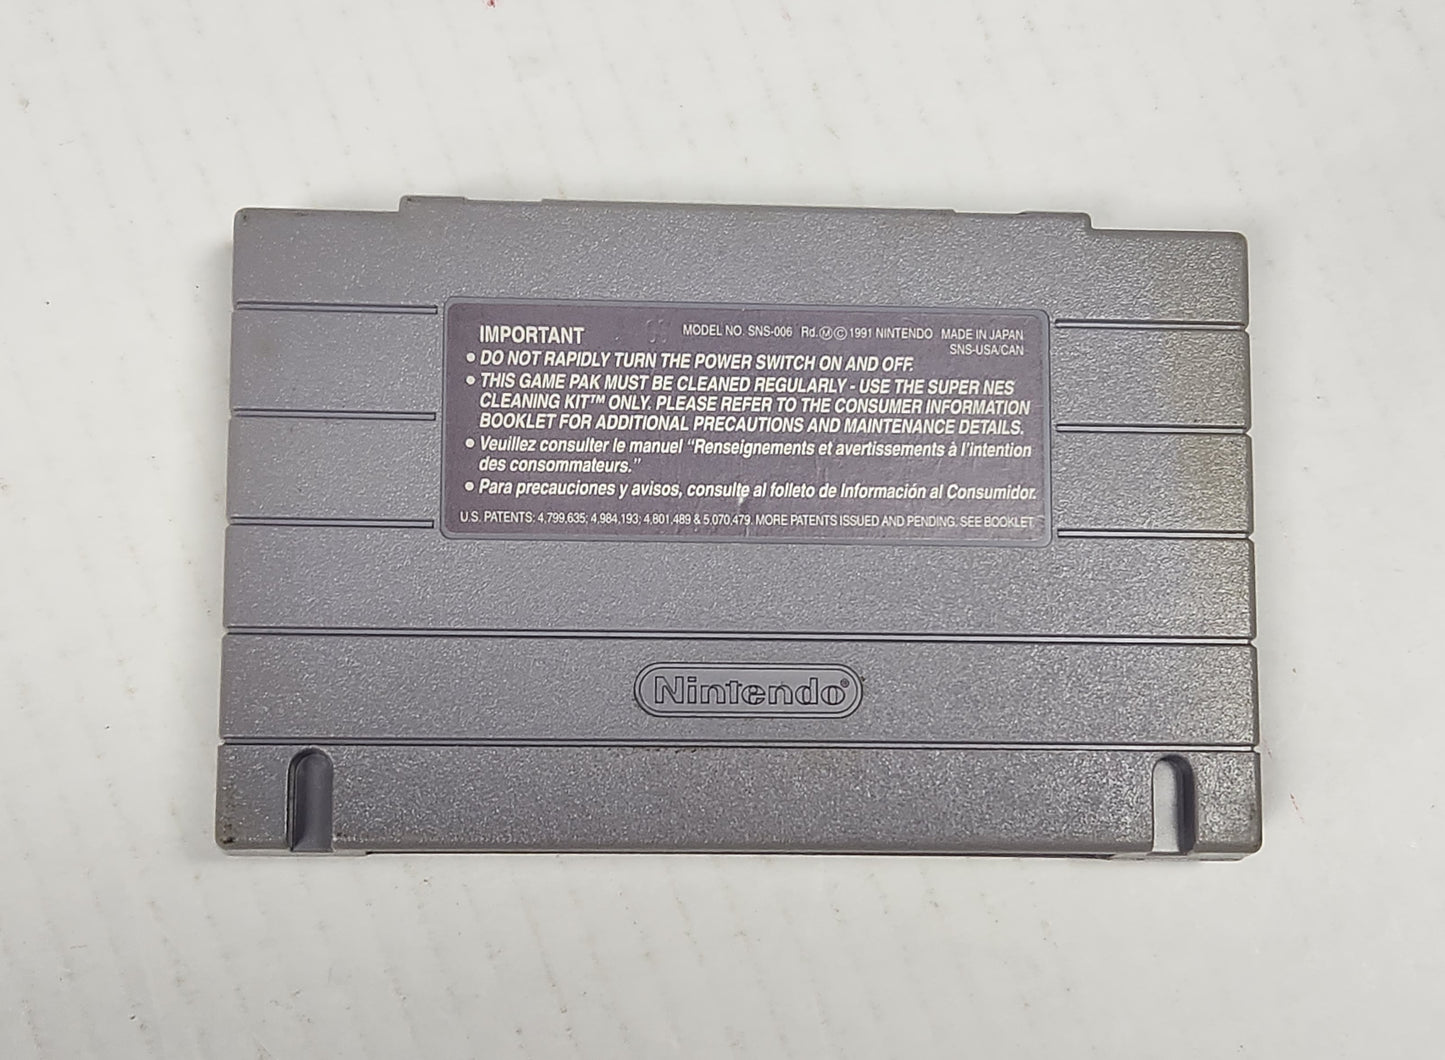 IMPORTANT
MODEL NO. SNS-006 Rd.ⓂⒸ 1991 NINTENDO MADE IN JAPAN
SNS-USA/CAN
• DO NOT RAPIDLY TURN THE POWER SWITCH ON AND OFF.
• THIS GAME PAK MUST BE CLEANED REGULARLY - USE THE SUPER NES
CLEANING KIT™ ONLY. PLEASE REFER TO THE CONSUMER INFORMATION
BOOKLET FOR ADDITIONAL PRECAUTIONS AND MAINTENANCE DETAILS.
• Veuillez consulter le manuel “Renseignements et avertissements à l’intention
des consommateurs.”
• Para precauciones y avisos, consulte al folleto de Información al Consumidor.
U.S. PATENTS: 4,799,635; 4,984,193; 4,801,489 & 5,070,479. MORE PATENTS ISSUED AND PENDING. SEE BOOKLET
Nintendo®